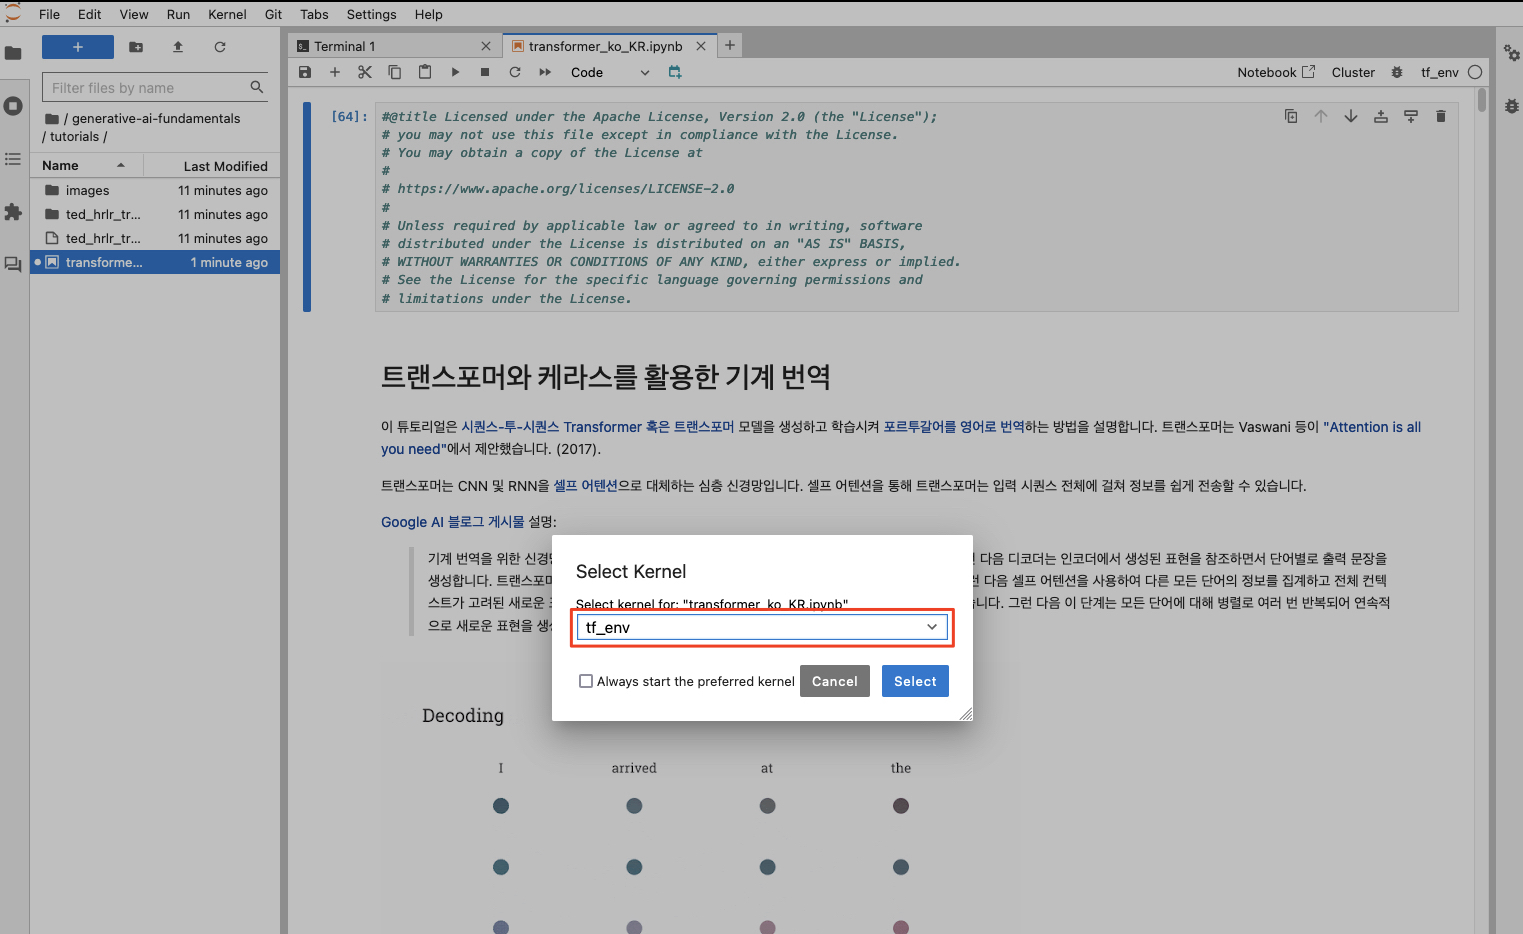 File Edit View Run Kernel Git Tabs Settings Help
+
Filter files by name
/ generative-ai-fundamentals
/ tutorials /
Name Last Modified
images 11 minutes ago
ted_hrlr_tr... 11 minutes ago
ted_hrlr_tr... 11 minutes ago
transforme... 1 minute ago
Terminal 1 transformer_ko_KR.ipynb
Code Notebook Cluster tf_env
[64]: #@title Licensed under the Apache License, Version 2.0 (the "License");
# you may not use this file except in compliance with the License.
# You may obtain a copy of the License at
#
# https://www.apache.org/licenses/LICENSE-2.0
#
# Unless required by applicable law or agreed to in writing, software
# distributed under the License is distributed on an "AS IS" BASIS,
# WITHOUT WARRANTIES OR CONDITIONS OF ANY KIND, either express or implied.
# See the License for the specific language governing permissions and
# limitations under the License.
트랜스포머와 케라스를 활용한 기계 번역
이 튜토리얼은 시퀀스-투-시퀀스 Transformer 혹은 트랜스포머 모델을 생성하고 학습시켜 포르투갈어를 영어로 번역하는 방법을 설명합니다. 트랜스포머는 Vaswani 등이 "Attention is all
you need"에서 제안했습니다. (2017).
트랜스포머는 CNN 및 RNN을 셀프 어텐션으로 대체하는 심층 신경망입니다. 셀프 어텐션을 통해 트랜스포머는 입력 시퀀스 전체에 걸쳐 정보를 쉽게 전송할 수 있습니다.
Google AI 블로그 게시물 설명:
기계 번역을 위한 신경 다음 디코더는 인코더에서 생성된 표현을 참조하면서 단어별로 출력 문장을
생성합니다. 트랜스포머 다음 셀프 어텐션을 사용하여 다른 모든 단어의 정보를 집계하고 전체 컨텍
스트가 고려된 새로운 니다. 그런 다음 이 단계는 모든 단어에 대해 병렬로 여러 번 반복되어 연속적
으로 새로운 표현을 생
Select Kernel
Select kernel for: "transformer_ko_KR.ipynb"
tf_env
Always start the preferred kernel Cancel Select
Decoding
I arrived at the